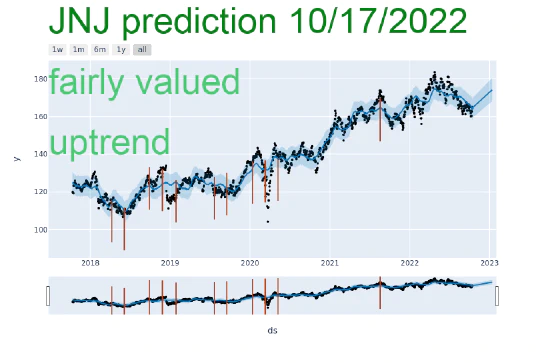 JNJ prediction 10/17/2022
1w 1m 6m 1y all
fairly valued
uptrend
180
160
140
120
100
y
2018 2019 2020 2021 2022 2023
ds